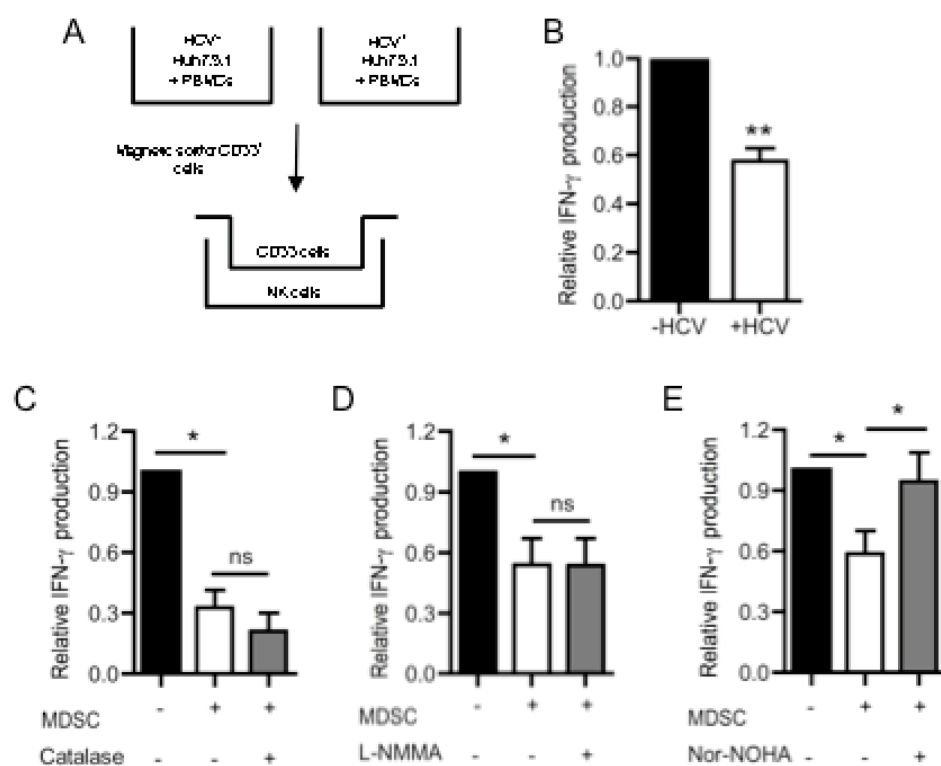 A
HCV⁻
Huh7.5.1
+ PBMCs
HCV⁺
Huh7.5.1
+ PBMCs
Magnetic sort for CD33⁺
cells
CD33 cells
NK cells
B
Relative IFN-γ production
1.0
0.8
0.6
0.4
0.2
0.0
**
-HCV
+HCV
C
Relative IFN-γ production
1.2
0.9
0.6
0.3
0.0
*
ns
MDSC - + +
Catalase - - +
D
Relative IFN-γ production
1.2
0.9
0.6
0.3
0.0
*
ns
MDSC - + +
L-NMMA - - +
E
Relative IFN-γ production
1.2
0.9
0.6
0.3
0.0
*
*
MDSC - + +
Nor-NOHA - - +